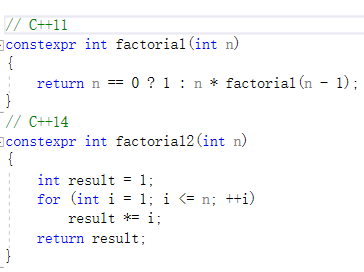 // C++11
constexpr int factorial(int n)
{
    return n == 0 ? 1 : n * factorial(n - 1);
}
// C++14
constexpr int factorial2(int n)
{
    int result = 1;
    for (int i = 1; i <= n; ++i)
        result *= i;
    return result;
}